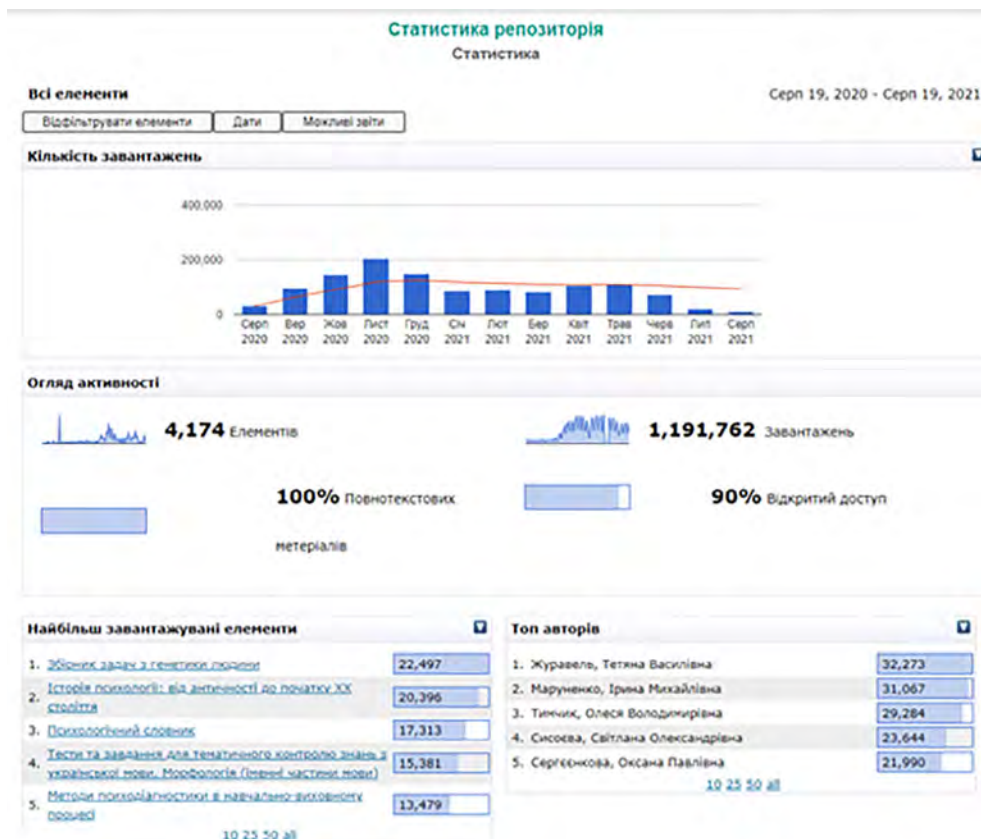 Статистика репозиторія
Статистика
Всі елементи
Серп 19, 2020 - Серп 19, 2021
Відфільтрувати елементи Дати Можливі звіти
Кількість завантажень
400,000
200,000
0
Серп Вер Жов Лист Груд Січ Лют Бер Квіт Трав Черв Лип Серп
2020 2020 2020 2020 2020 2021 2021 2021 2021 2021 2021 2021 2021
Огляд активності
4,174 Елементів
1,191,762 Завантажень
100% Повнотекстових
метеріалів
90% Відкритий доступ
Найбільш завантажувані елементи
1. Збірник задач з генетики людини 22,497
2. Історія психології: від античності до початку ХХ
століття 20,396
3. Психологічний словник 17,313
4. Тести та завдання для тематичного контролю знань з
української мови. Морфологія (іменні частини мови) 15,381
5. Методи психодіагностики в навчально-виховному
процесі 13,479
10 25 50 all
Топ авторів
1. Журавель, Тетяна Василівна 32,273
2. Маруненко, Ірина Михайлівна 31,067
3. Тимчик, Олеся Володимирівна 29,284
4. Сисоєва, Світлана Олександрівна 23,644
5. Сергєєнкова, Оксана Павлівна 21,990
10 25 50 all